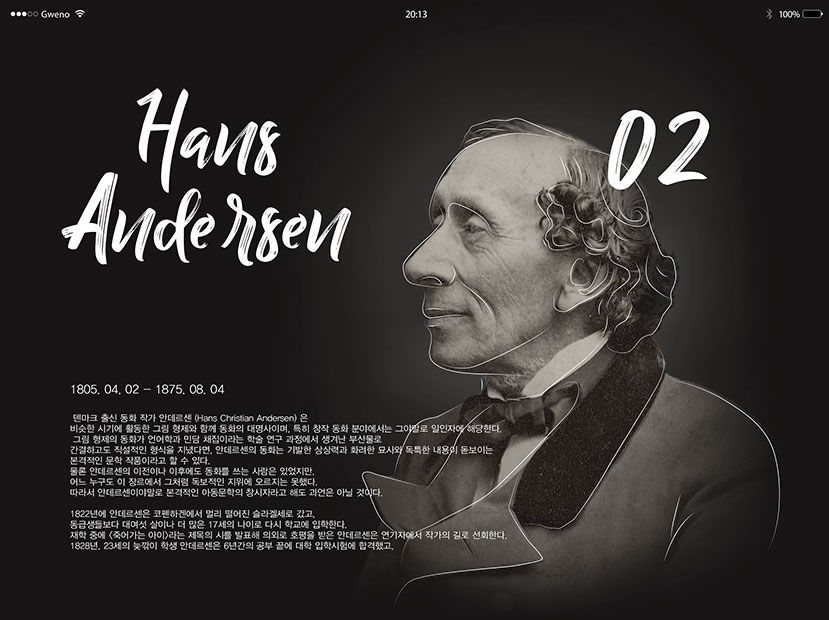 ●●●○○ Gweno
20:13
100%
Hans
Andersen
02
1805. 04. 02 - 1875. 08. 04
덴마크 출신 동화 작가 안데르센 (Hans Christian Andersen) 은
비슷한 시기에 활동한 그림 형제와 함께 동화의 대명사이며, 특히 창작 동화 분야에서는 그야말로 일인자에 해당한다.
그림 형제의 동화가 언어학과 민담 채집이라는 학술 연구 과정에서 생겨난 부산물로
간결하고도 직설적인 형식을 지녔다면, 안데르센의 동화는 기발한 상상력과 화려한 묘사와 독특한 내용이 돋보이는
본격적인 문학 작품이라고 할 수 있다.
물론 안데르센의 이전이나 이후에도 동화를 쓰는 사람은 있었지만,
어느 누구도 이 장르에서 그처럼 독보적인 지위에 오르지는 못했다.
따라서 안데르센이야말로 본격적인 아동문학의 창시자라고 해도 과언은 아닐 것이다.
1822년에 안데르센은 코펜하겐에서 멀리 떨어진 슬라겔세로 갔고,
동급생들보다 대여섯 살이나 더 많은 17세의 나이로 다시 학교에 입학한다.
재학 중에 〈죽어가는 아이〉라는 제목의 시를 발표해 의외로 호평을 받은 안데르센은 연기자에서 작가의 길로 선회한다.
1828년, 23세의 늦깎이 학생 안데르센은 6년간의 공부 끝에 대학 입학시험에 합격했고,